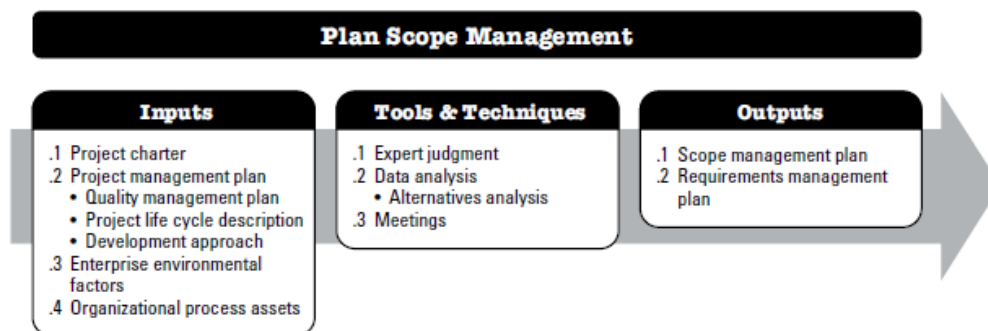 Plan Scope Management
Inputs
.1 Project charter
.2 Project management plan
• Quality management plan
• Project life cycle description
• Development approach
.3 Enterprise environmental
factors
.4 Organizational process assets
Tools & Techniques
.1 Expert judgment
.2 Data analysis
• Alternatives analysis
.3 Meetings
Outputs
.1 Scope management plan
.2 Requirements management
plan